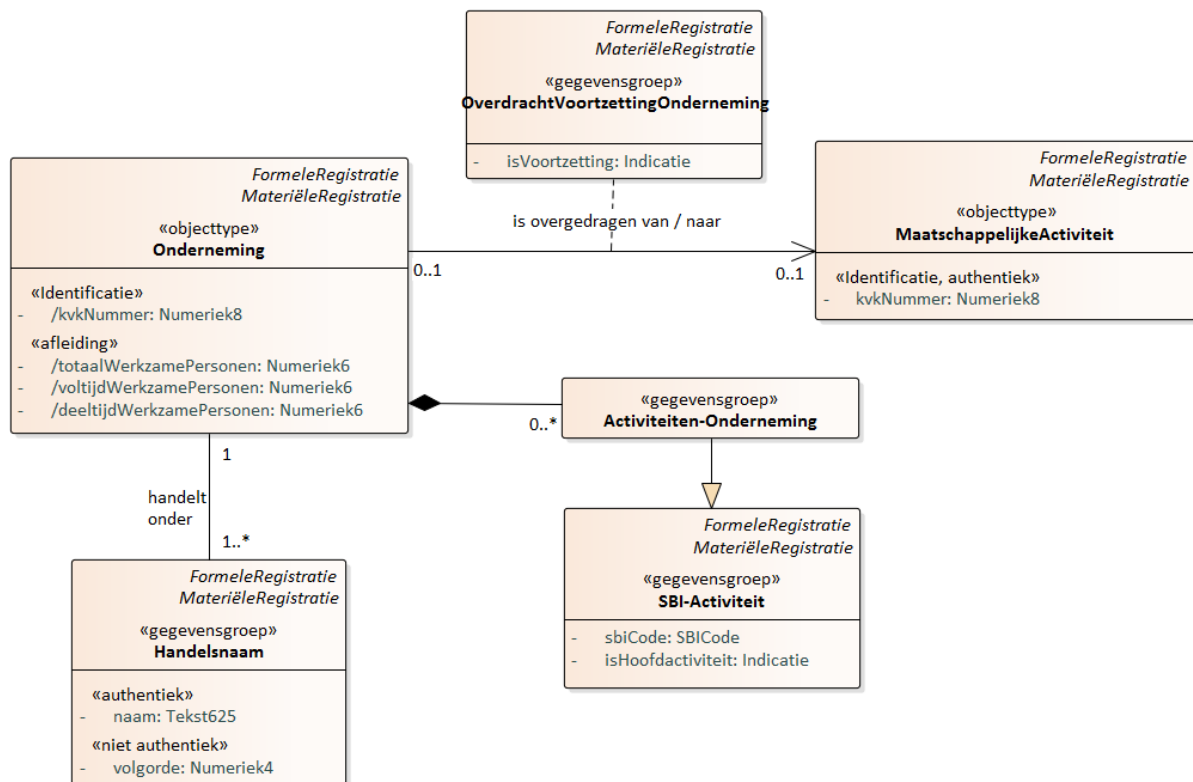 FormeleRegistratie
MateriëleRegistratie
«gegevensgroep»
OverdrachtVoortzettingOnderneming
- isVoortzetting: Indicatie
FormeleRegistratie
MateriëleRegistratie
«objecttype»
Onderneming
«Identificatie»
- /kvkNummer: Numeriek8
«afleiding»
- /totaalWerkzamePersonen: Numeriek6
- /voltijdWerkzamePersonen: Numeriek6
- /deeltijdWerkzamePersonen: Numeriek6
is overgedragen van / naar
0..1
0..1
FormeleRegistratie
MateriëleRegistratie
«objecttype»
MaatschappelijkeActiviteit
«Identificatie, authentiek»
- kvkNummer: Numeriek8
0..*
«gegevensgroep»
Activiteiten-Onderneming
1
handelt
onder
1..*
FormeleRegistratie
MateriëleRegistratie
«gegevensgroep»
SBI-Activiteit
- sbiCode: SBICode
- isHoofdactiviteit: Indicatie
FormeleRegistratie
MateriëleRegistratie
«gegevensgroep»
Handelsnaam
«authentiek»
- naam: Tekst625
«niet authentiek»
- volgorde: Numeriek4